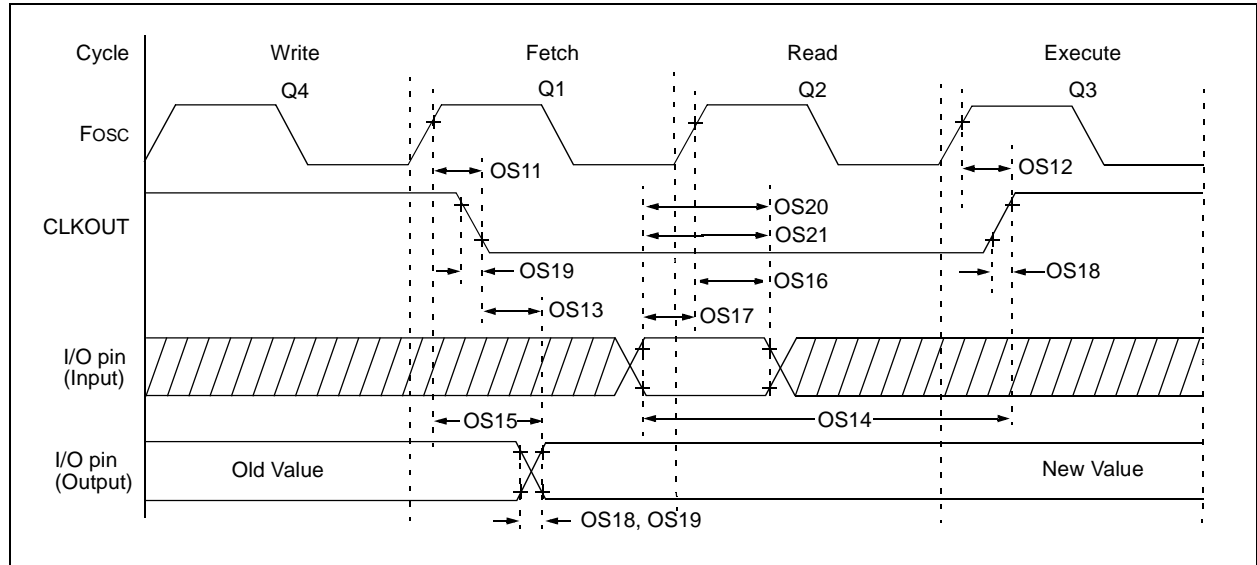 Cycle Write Fetch Read Execute
Q4 Q1 Q2 Q3
FOSC
OS11 OS12
OS20
CLKOUT OS21
OS19 OS16 OS18
OS13 OS17
I/O pin
(Input)
OS15 OS14
I/O pin
(Output) Old Value New Value
OS18, OS19